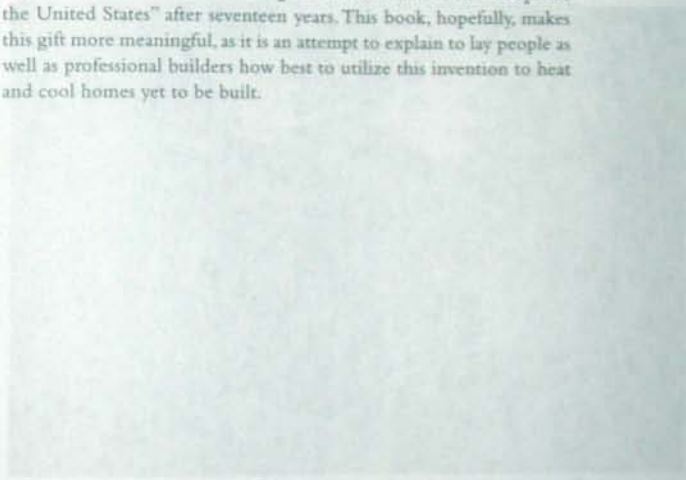 the United States” after seventeen years. This book, hopefully, makes
this gift more meaningful, as it is an attempt to explain to lay people as
well as professional builders how best to utilize this invention to heat
and cool homes yet to be built.